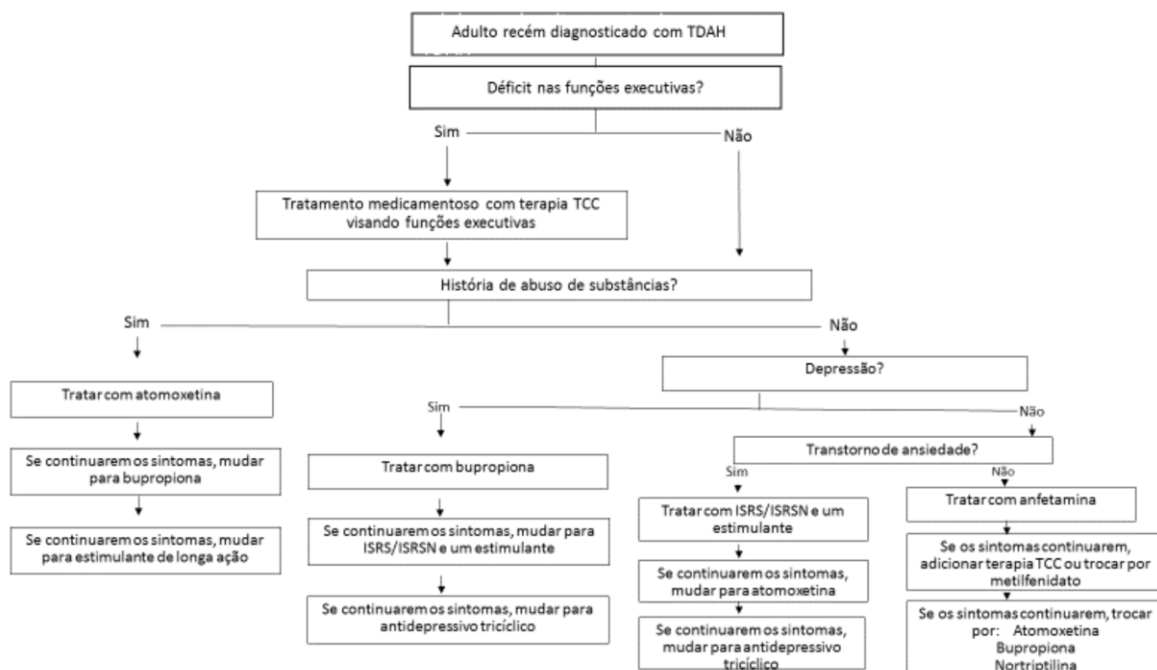 Adulto recém diagnosticado com TDAH
Déficit nas funções executivas?
Sim
Não
Tratamento medicamentoso com terapia TCC
visando funções executivas
História de abuso de substâncias?
Sim
Não
Tratar com atomoxetina
Se continuarem os sintomas, mudar
para bupropiona
Se continuarem os sintomas, mudar
para estimulante de longa ação
Depressão?
Sim
Não
Tratar com bupropiona
Se continuarem os sintomas, mudar para
ISRS/ISRSN e um estimulante
Se continuarem os sintomas, mudar para
antidepressivo tricíclico
Transtorno de ansiedade?
Sim
Não
Tratar com ISRS/ISRSN e um
estimulante
Se continuarem os sintomas,
mudar para atomoxetina
Se continuarem os sintomas,
mudar para antidepressivo
tricíclico
Tratar com anfetamina
Se os sintomas continuarem,
adicionar terapia TCC ou trocar por
metilfenidato
Se os sintomas continuarem, trocar
por: Atomoxetina
Bupropiona
Nortriptilina